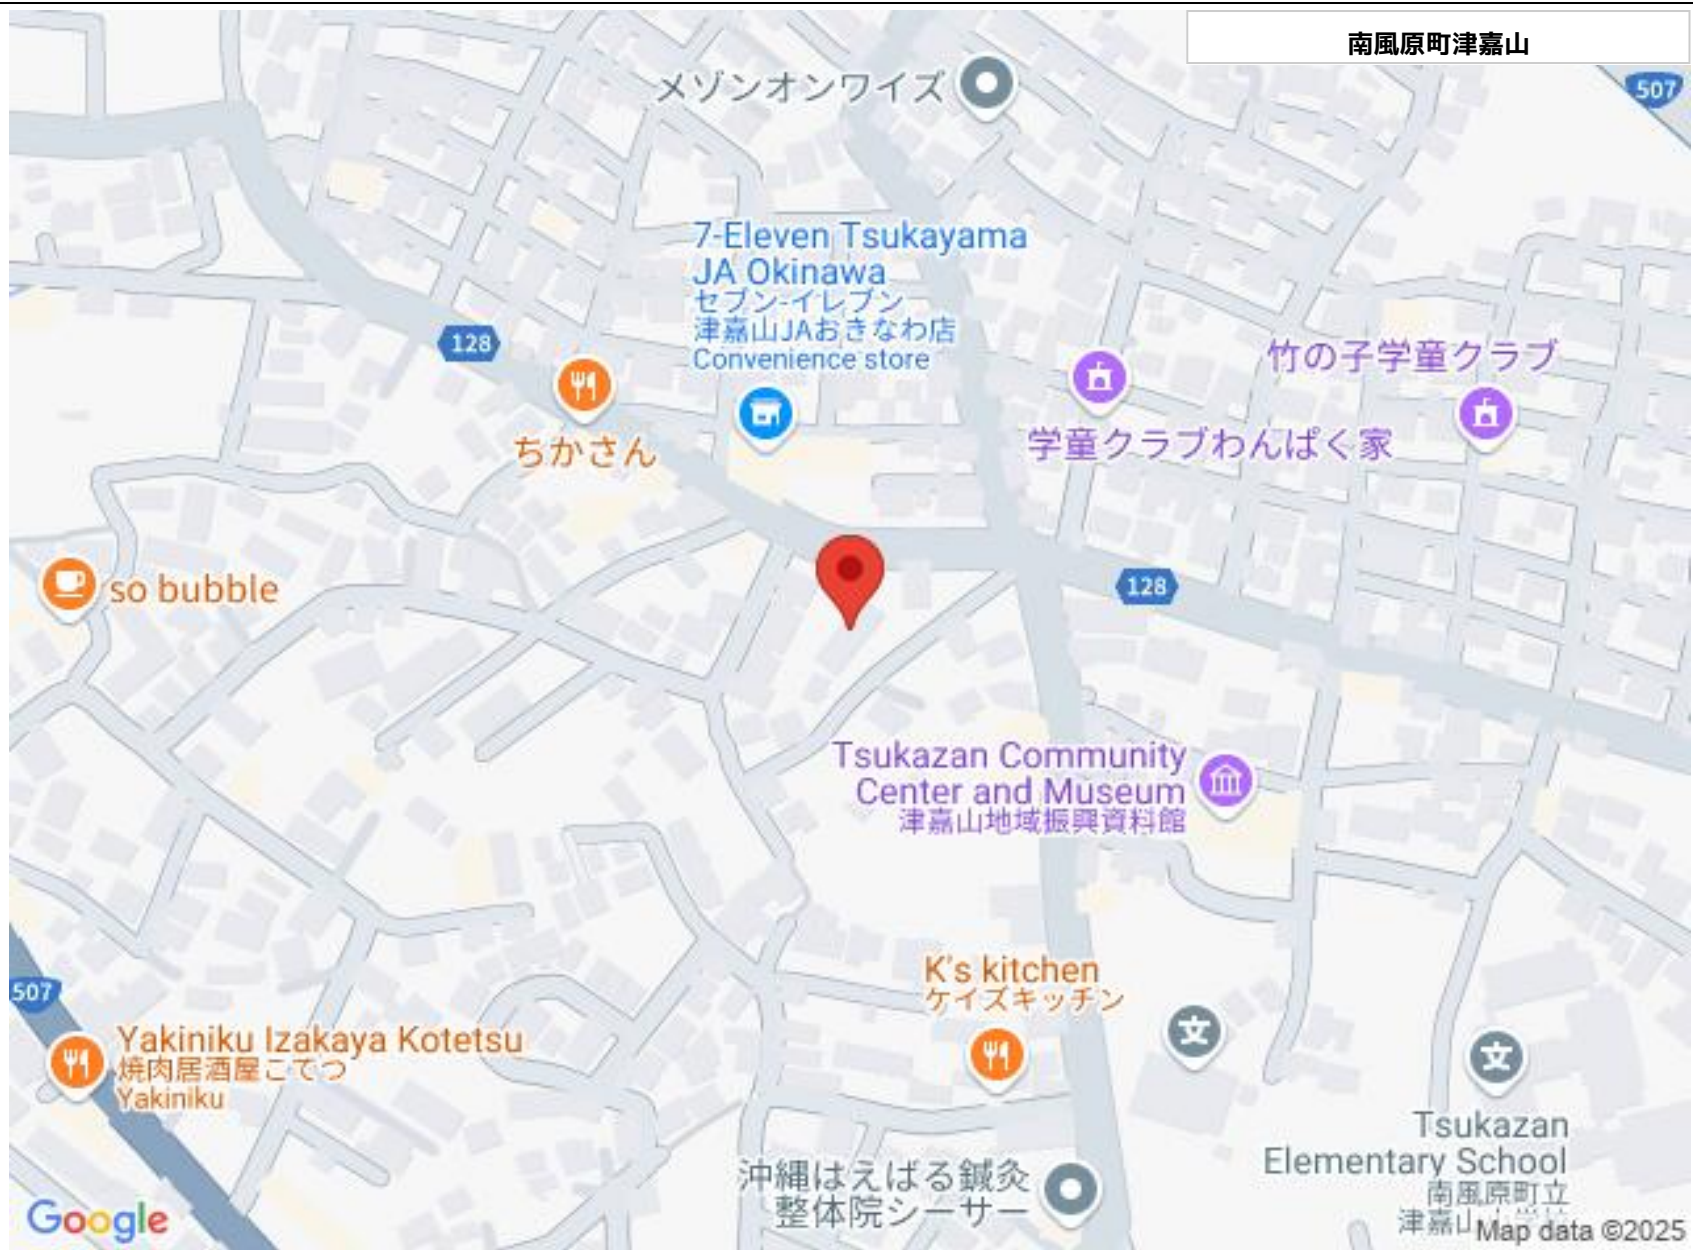 南風原町津嘉山
507
メゾンオンワイズ
7-Eleven Tsukayama
JA Okinawa
セブン-イレブン
津嘉山JAおきなわ店
Convenience store
128
竹の子学童クラブ
ちかさん
学童クラブわんぱく家
so bubble
128
Tsukazan Community
Center and Museum
津嘉山地域振興資料館
K's kitchen
ケイズキッチン
507
Yakiniku Izakaya Kotetsu
焼肉居酒屋こてつ
Yakiniku
文
文
Tsukazan
Elementary School
南風原町立
津嘉山
沖縄はえばる鍼灸
整体院シーサー
Google
Map data ©2025